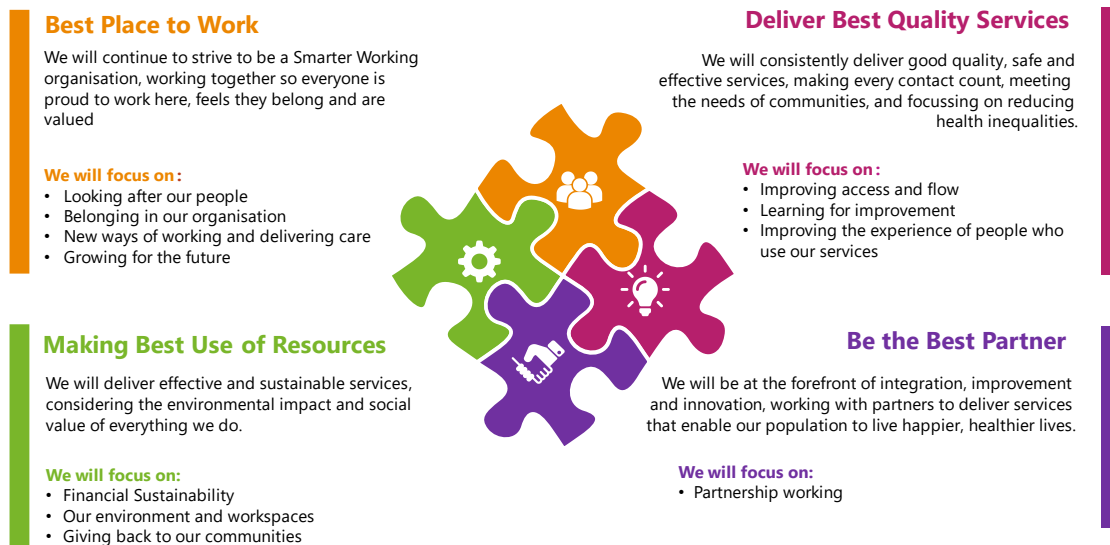 Best Place to Work
We will continue to strive to be a Smarter Working
organisation, working together so everyone is
proud to work here, feels they belong and are
valued
We will focus on:
• Looking after our people
• Belonging in our organisation
• New ways of working and delivering care
• Growing for the future
Deliver Best Quality Services
We will consistently deliver good quality, safe and
effective services, making every contact count, meeting
the needs of communities, and focussing on reducing
health inequalities.
We will focus on:
• Improving access and flow
• Learning for improvement
• Improving the experience of people who
use our services
Making Best Use of Resources
We will deliver effective and sustainable services,
considering the environmental impact and social
value of everything we do.
We will focus on:
• Financial Sustainability
• Our environment and workspaces
• Giving back to our communities
Be the Best Partner
We will be at the forefront of integration, improvement
and innovation, working with partners to deliver services
that enable our population to live happier, healthier lives.
We will focus on:
• Partnership working